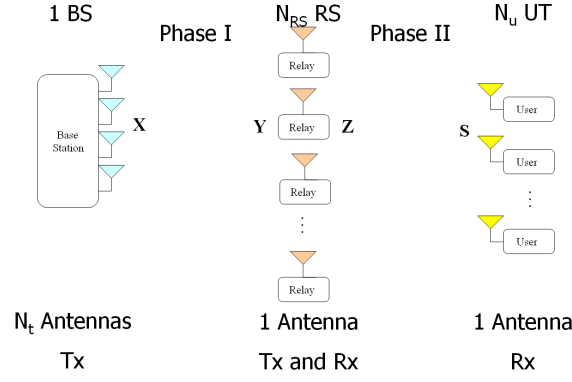 1 BS
Phase I
N_RS RS
Phase II
N_u UT
Base
Station
X
Relay
Relay
Relay
Relay
Y
Z
⋮
S
User
User
User
⋮
N_t Antennas
Tx
1 Antenna
Tx and Rx
1 Antenna
Rx